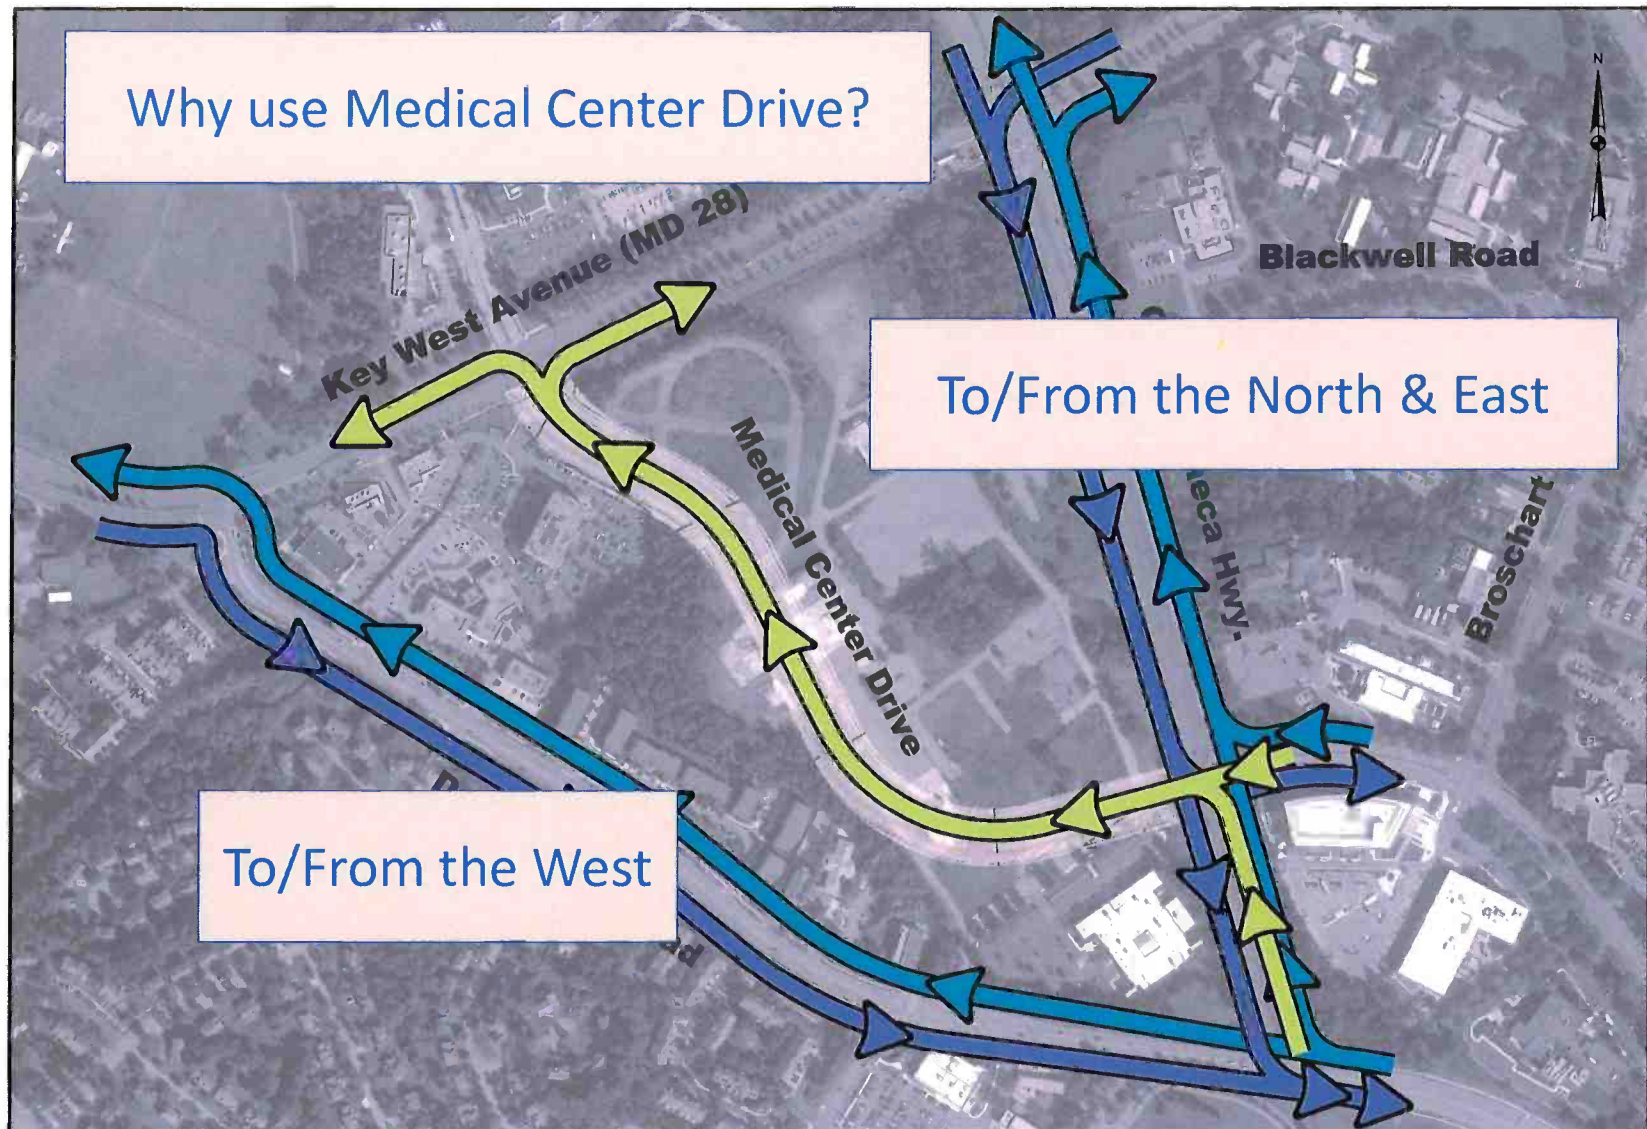 Why use Medical Center Drive?
N
Key West Avenue (MD 28)
Blackwell Road
To/From the North & East
Medical Center Drive
Hwy.
Broschart
To/From the West